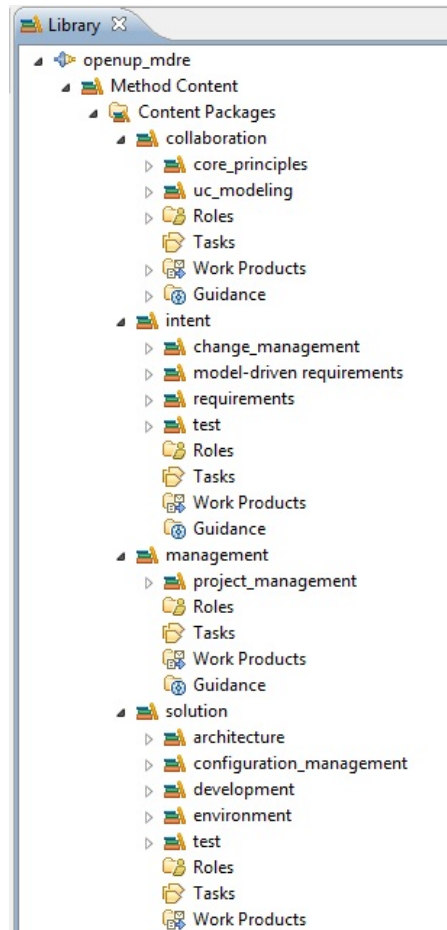 Library
openup_mdre
Method Content
Content Packages
collaboration
core_principles
uc_modeling
Roles
Tasks
Work Products
Guidance
intent
change_management
model-driven requirements
requirements
test
Roles
Tasks
Work Products
Guidance
management
project_management
Roles
Tasks
Work Products
Guidance
solution
architecture
configuration_management
development
environment
test
Roles
Tasks
Work Products